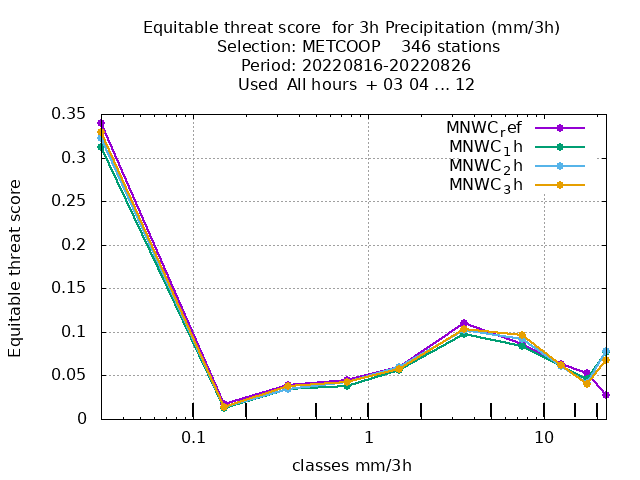 Equitable threat score  for 3h Precipitation (mm/3h)
Selection: METCOOP    346 stations
Period: 20220816-20220826
Used  All hours  + 03 04 ... 12
Equitable threat score
0.35
0.3
0.25
0.2
0.15
0.1
0.05
0
MNWC_ref
MNWC_1h
MNWC_2h
MNWC_3h
0.1
1
10
classes mm/3h